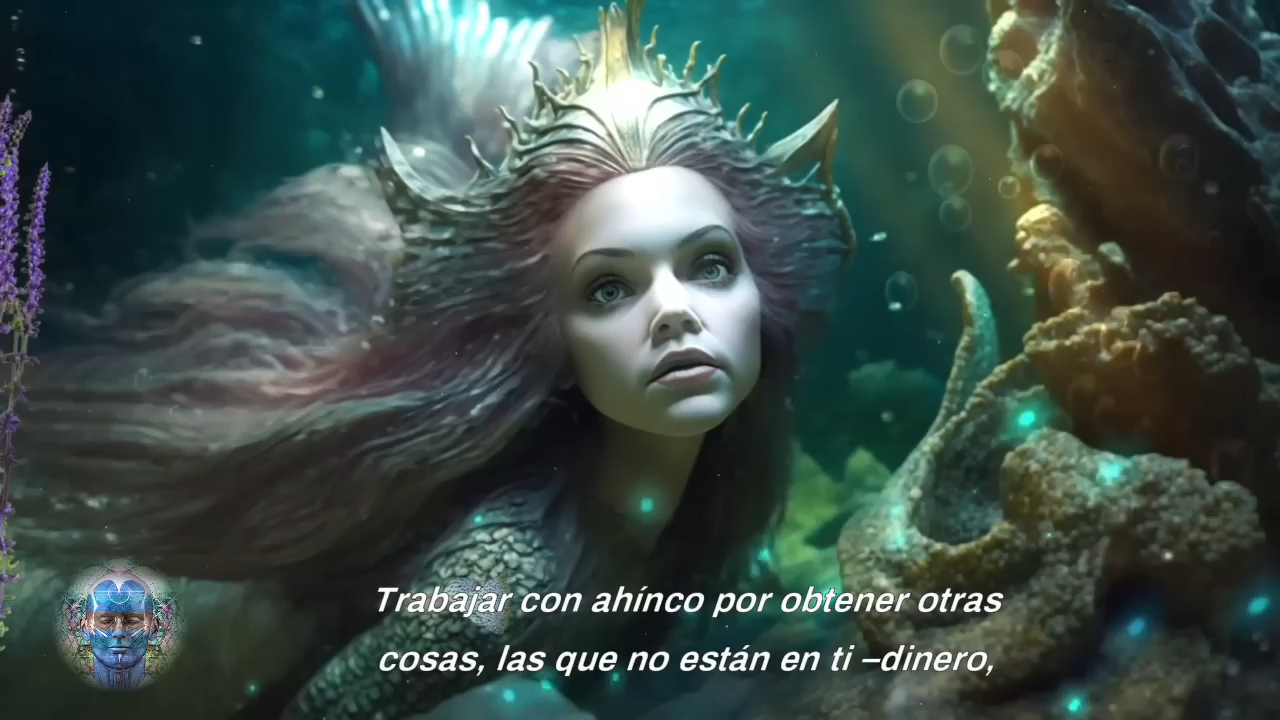 Trabajar con ahínco por obtener otras
cosas, las que no están en ti –dinero,